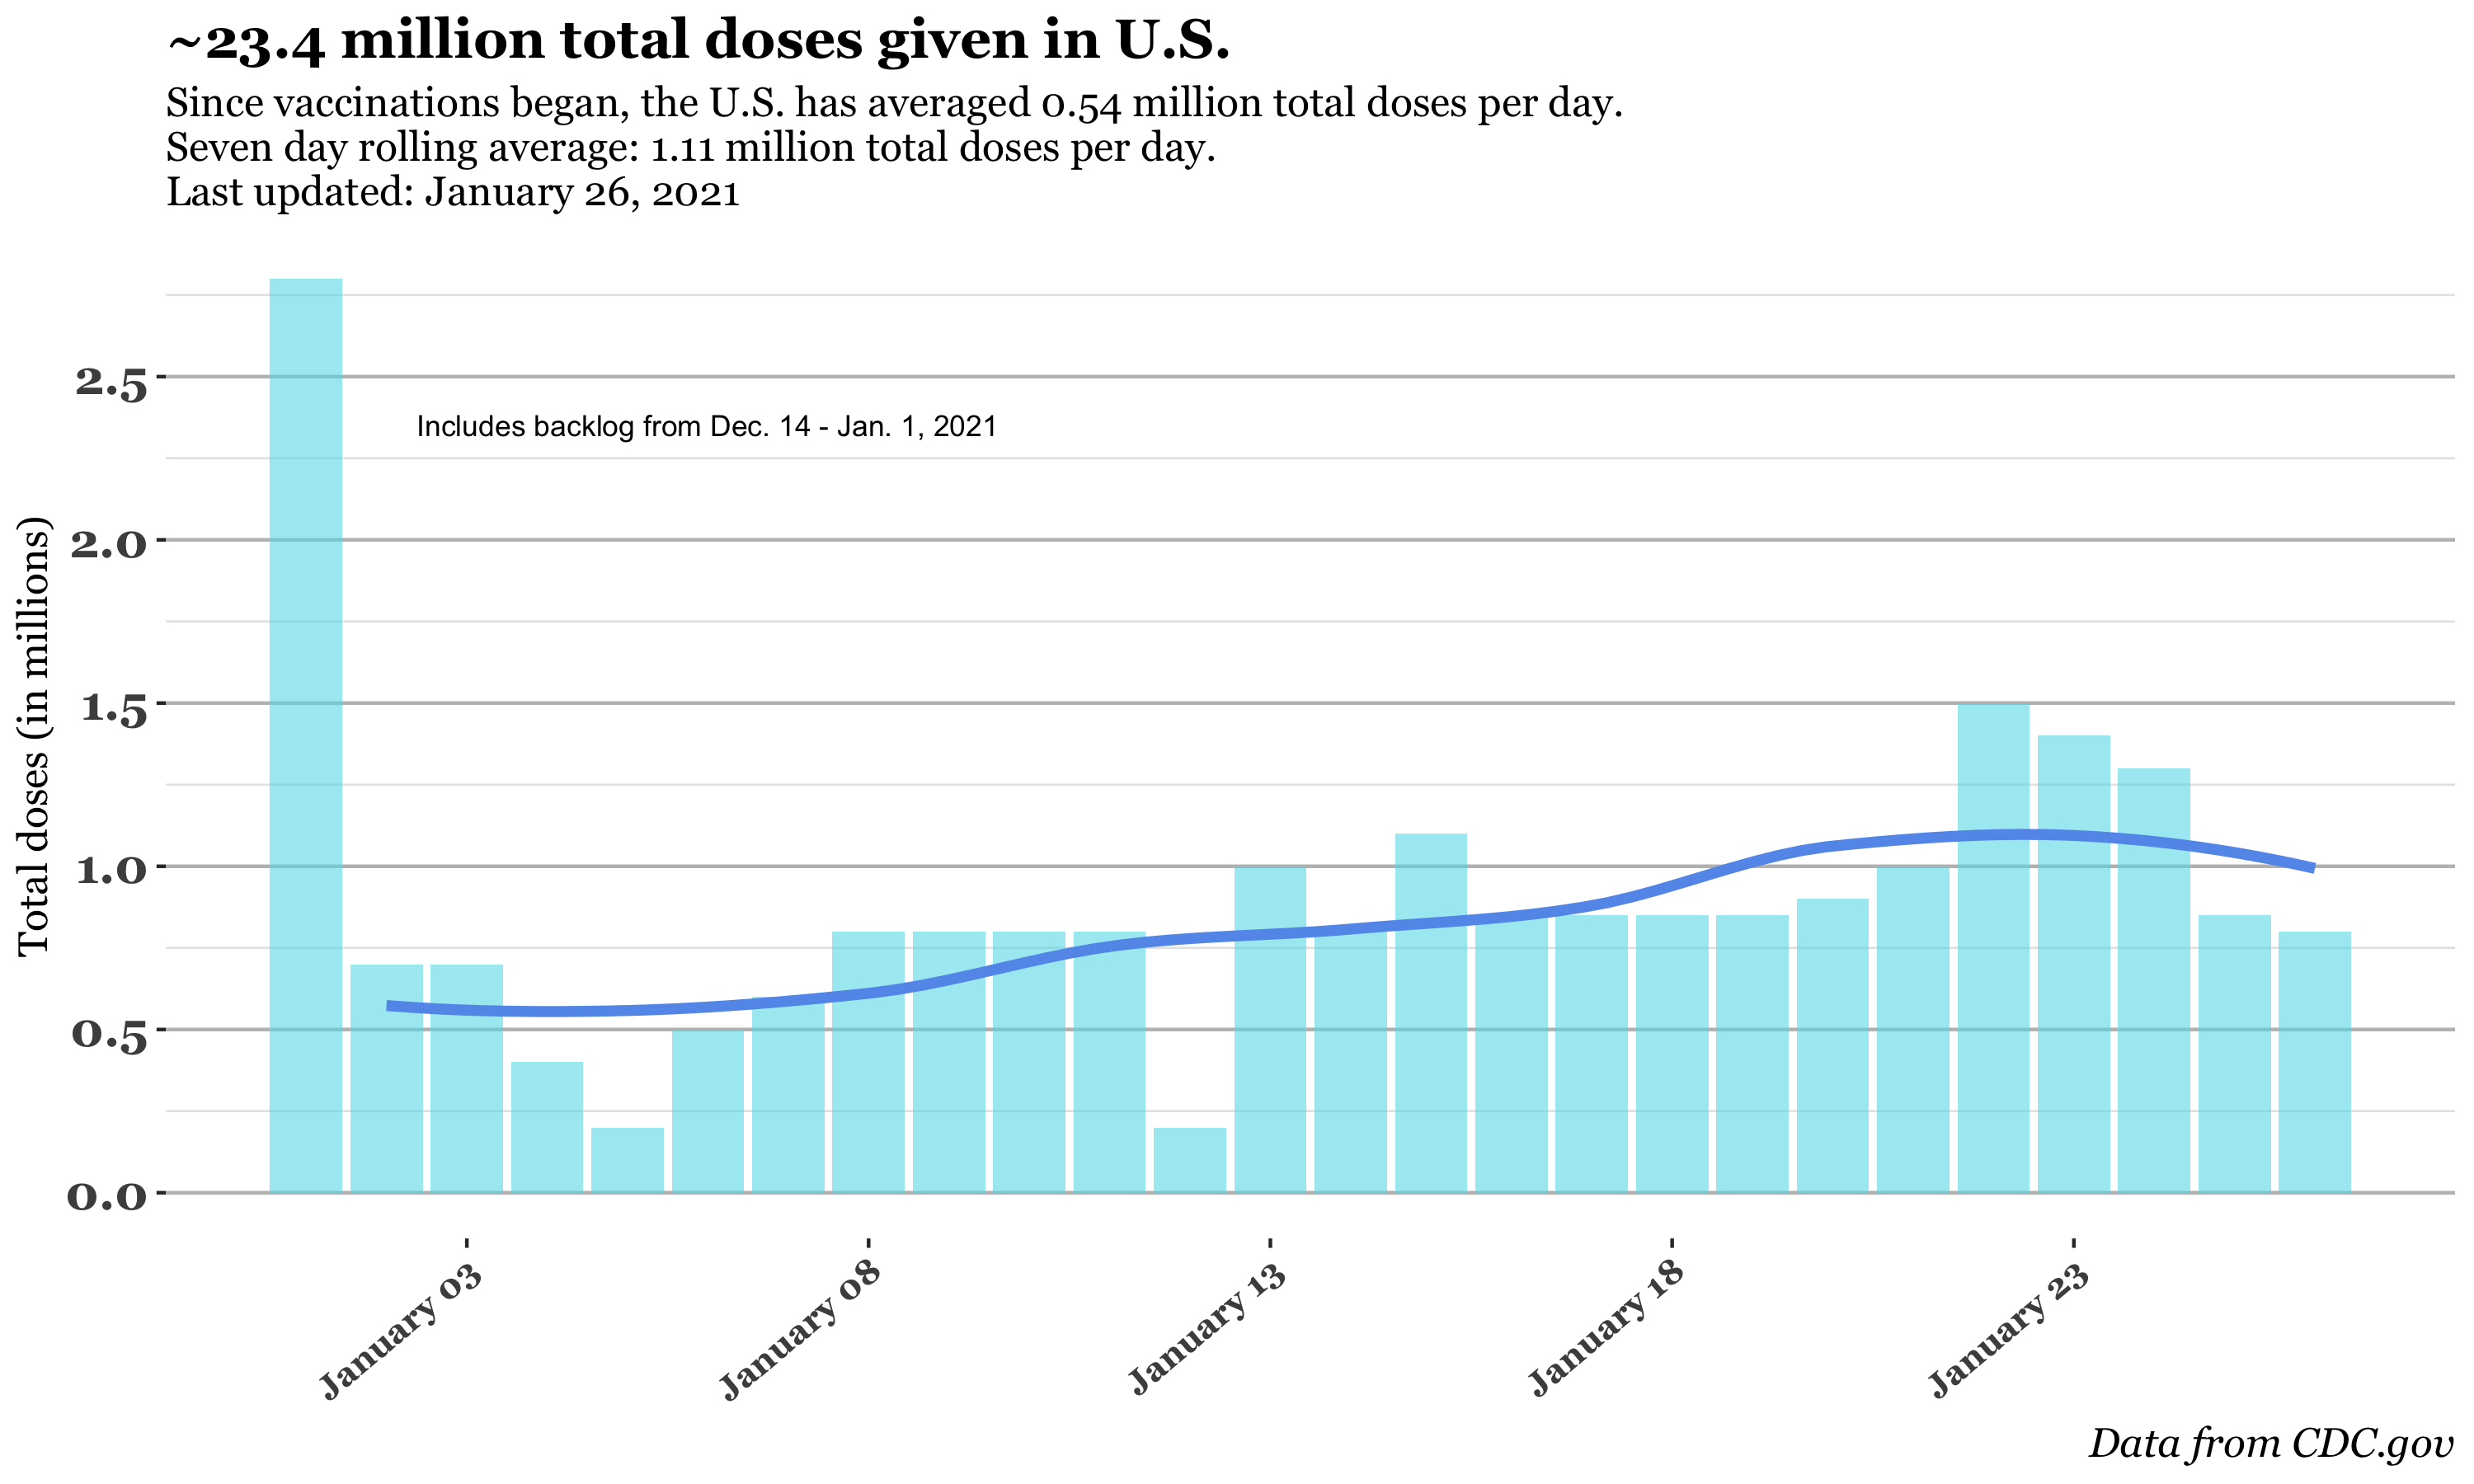 ~23.4 million total doses given in U.S.
Since vaccinations began, the U.S. has averaged 0.54 million total doses per day.
Seven day rolling average: 1.11 million total doses per day.
Last updated: January 26, 2021
Total doses (in millions)
2.5
2.0
1.5
1.0
0.5
0.0
Includes backlog from Dec. 14 - Jan. 1, 2021
January 03
January 08
January 13
January 18
January 23
Data from CDC.gov